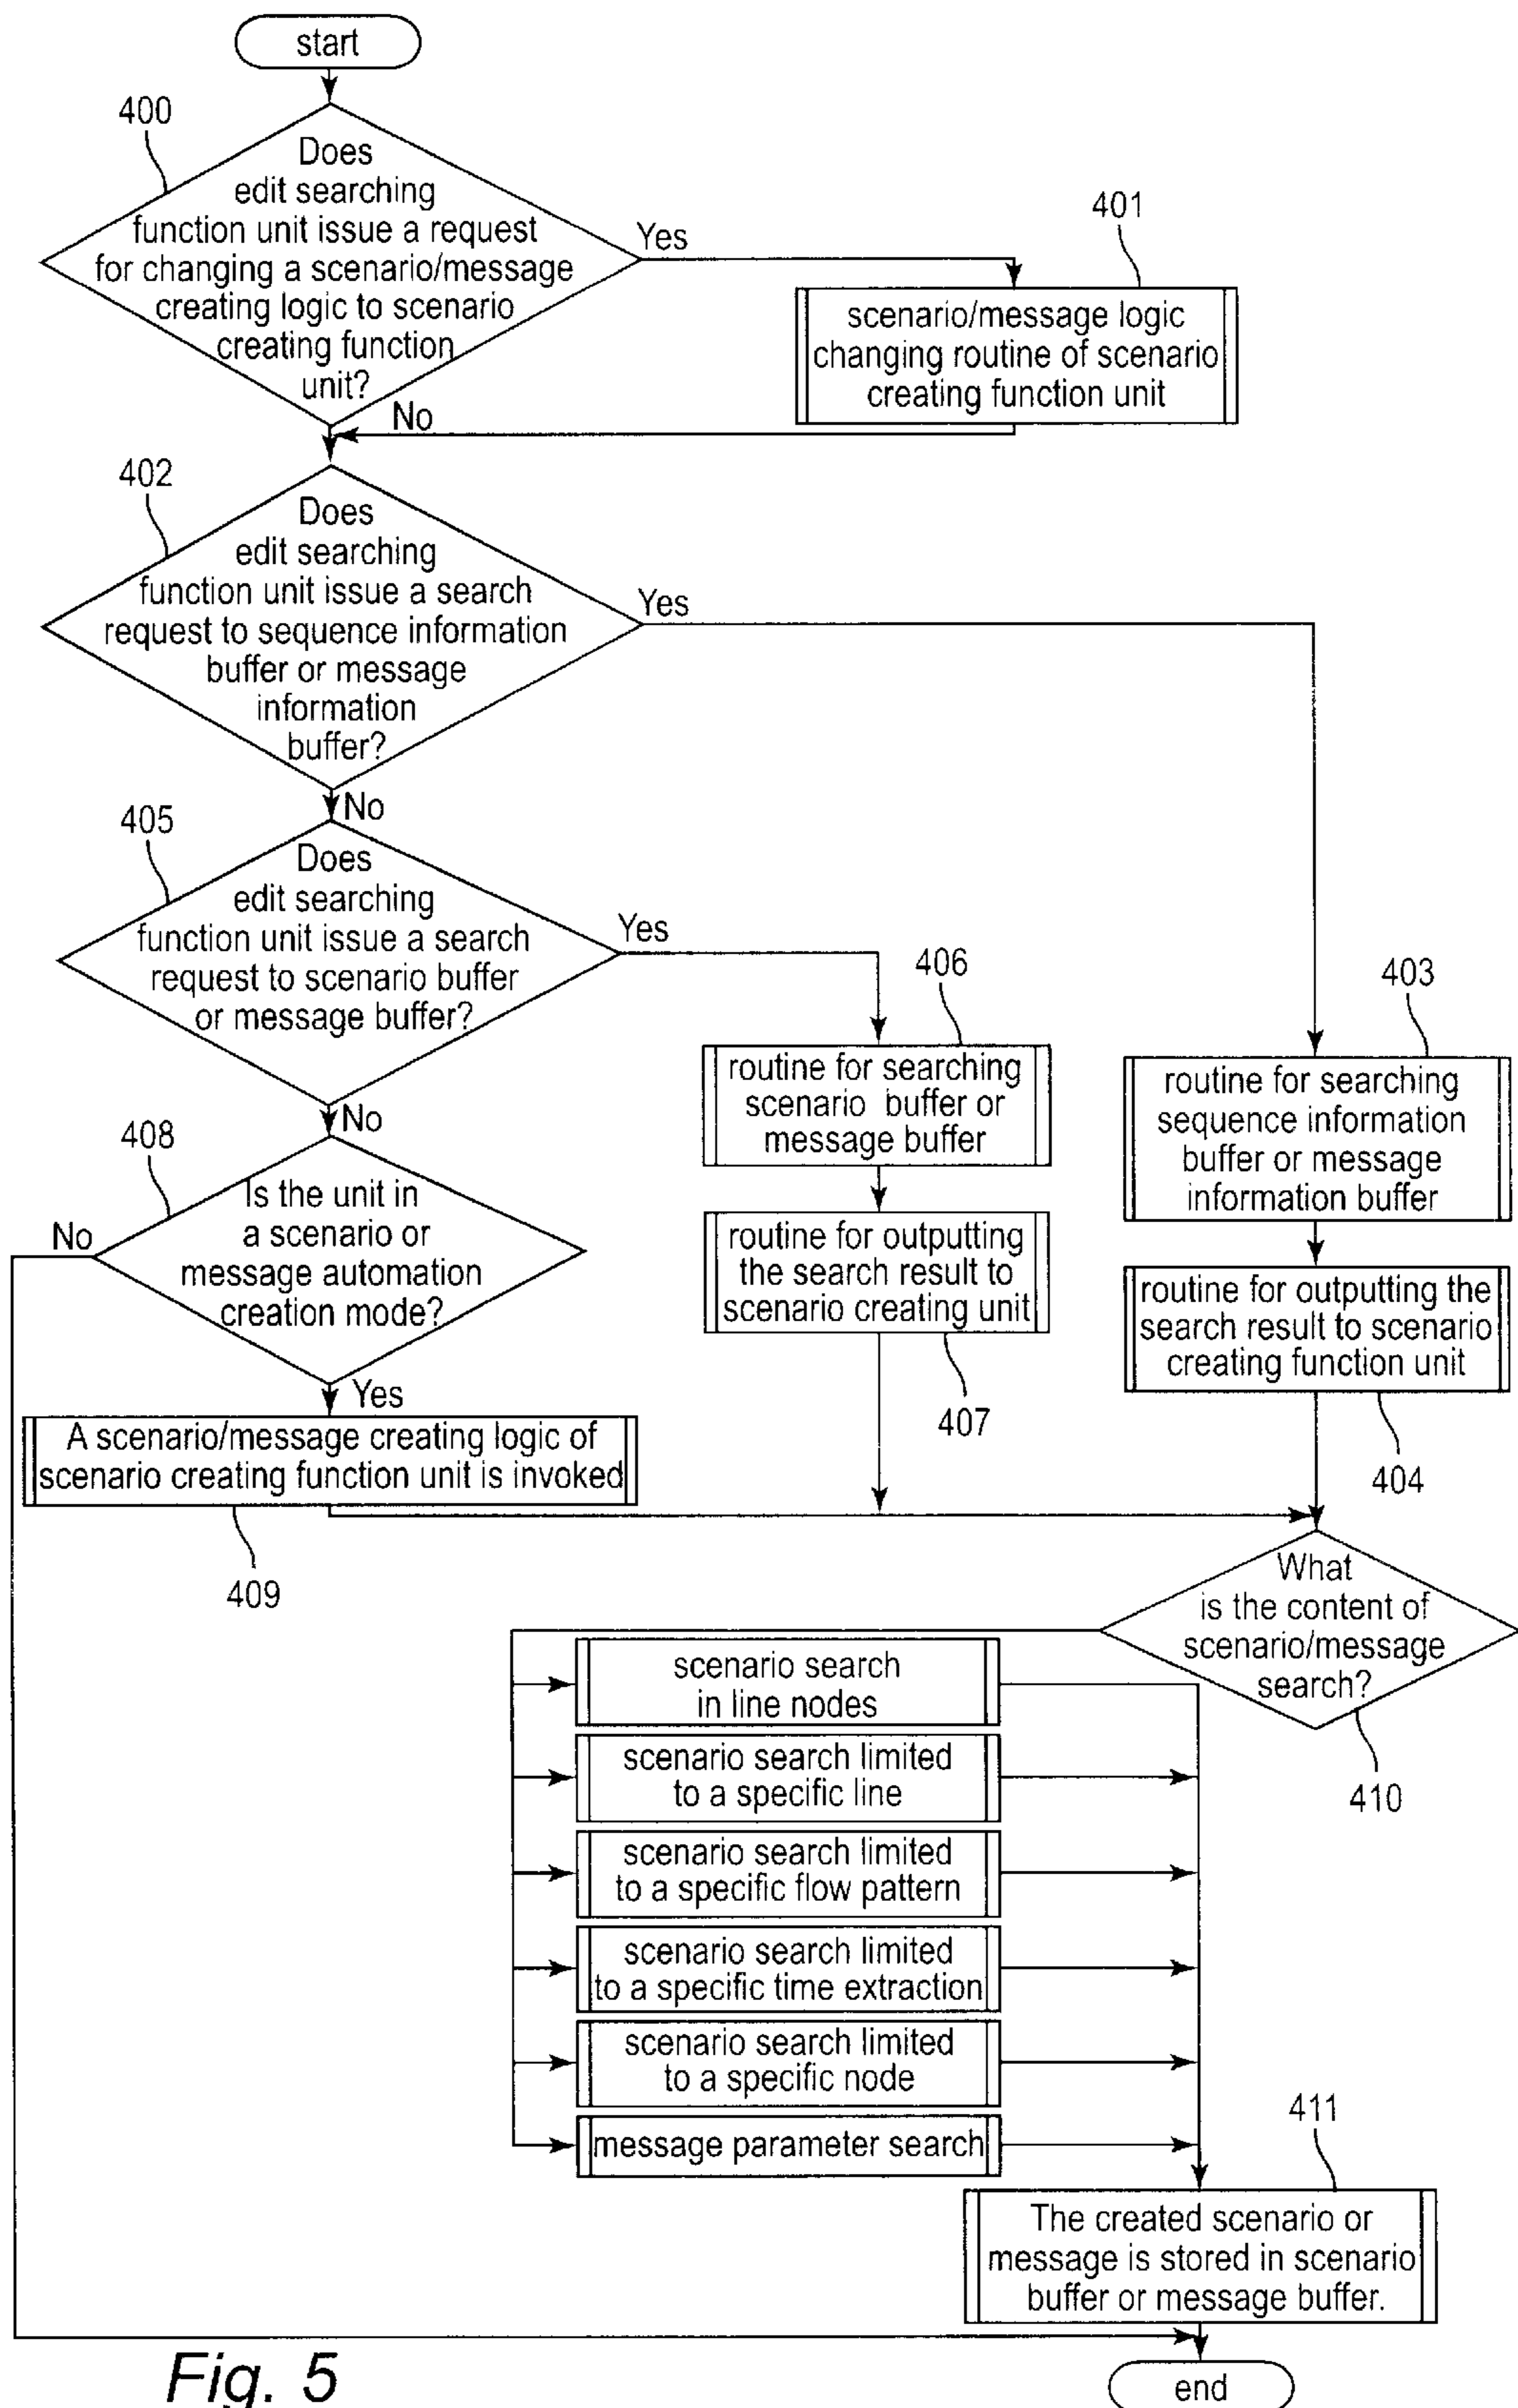 start
400
Does
edit searching
function unit issue a request
for changing a scenario/message
creating logic to scenario
creating function
unit?
Yes
401
scenario/message logic
changing routine of scenario
creating function unit
No
402
Does
edit searching
function unit issue a search
request to sequence information
buffer or message
information
buffer?
Yes
No
405
Does
edit searching
function unit issue a search
request to scenario buffer
or message buffer?
Yes
406
routine for searching
scenario buffer or
message buffer
403
routine for searching
sequence information
buffer or message
information buffer
No
408
Is the unit in
a scenario or
message automation
creation mode?
No
routine for outputting
the search result to
scenario creating unit
407
routine for outputting the
search result to scenario
creating function unit
404
Yes
A scenario/message creating logic of
scenario creating function unit is invoked
409
What
is the content of
scenario/message
search?
410
scenario search
in line nodes
scenario search limited
to a specific line
scenario search limited
to a specific flow pattern
scenario search limited
to a specific time extraction
scenario search limited
to a specific node
message parameter search
411
The created scenario or
message is stored in scenario
buffer or message buffer.
end
Fig. 5